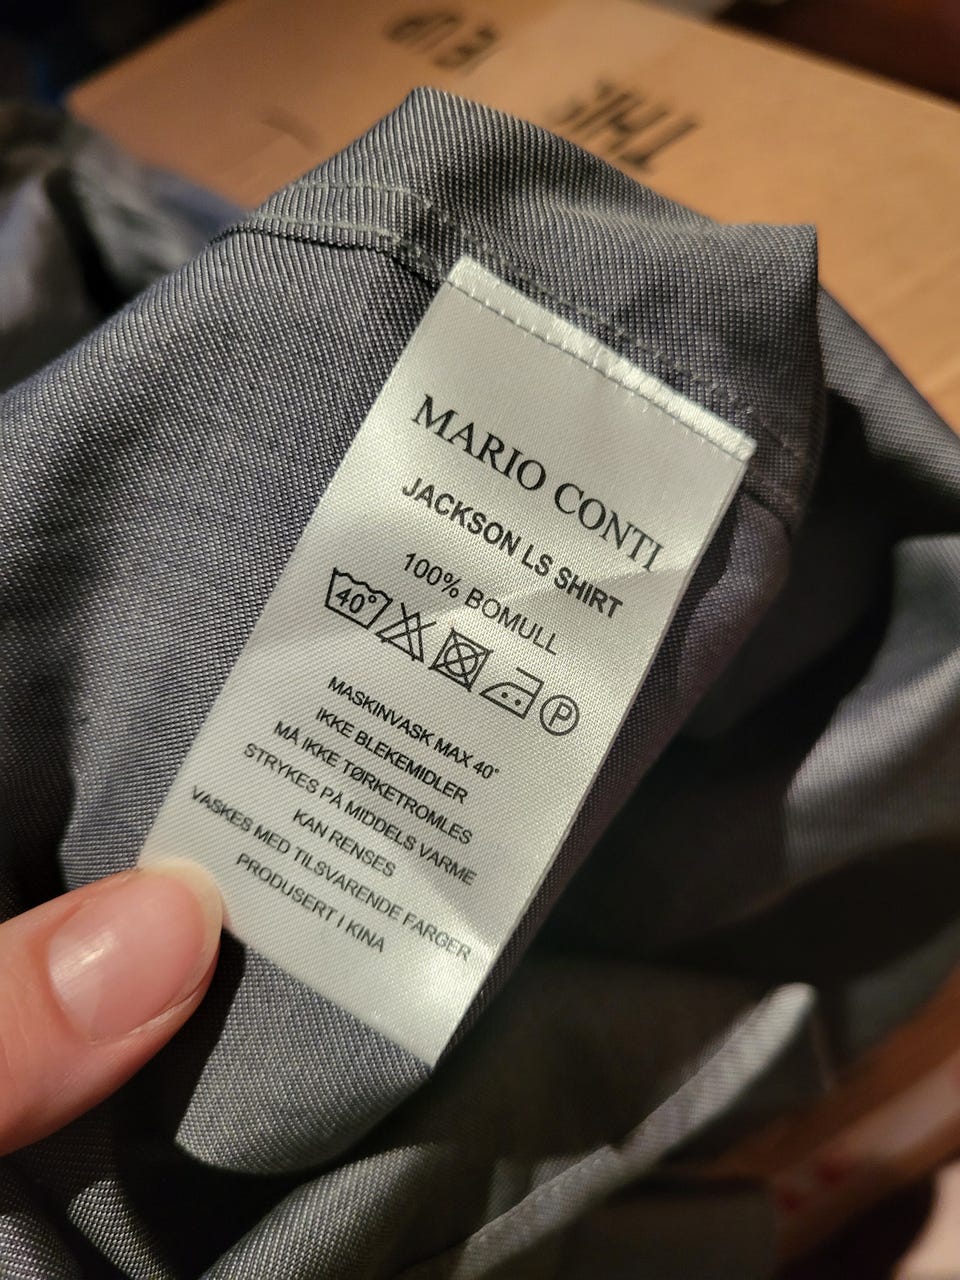 THE
MARIO CONTI
JACKSON LS SHIRT
100% BOMULL
40°
P
MASKINVASK MAX 40°
IKKE BLEKEMIDLER
MÅ IKKE TØRKETROMLES
STRYKES PÅ MIDDELS VARME
KAN RENSES
VASKES MED TILSVARENDE FARGER
PRODUSERT I KINA